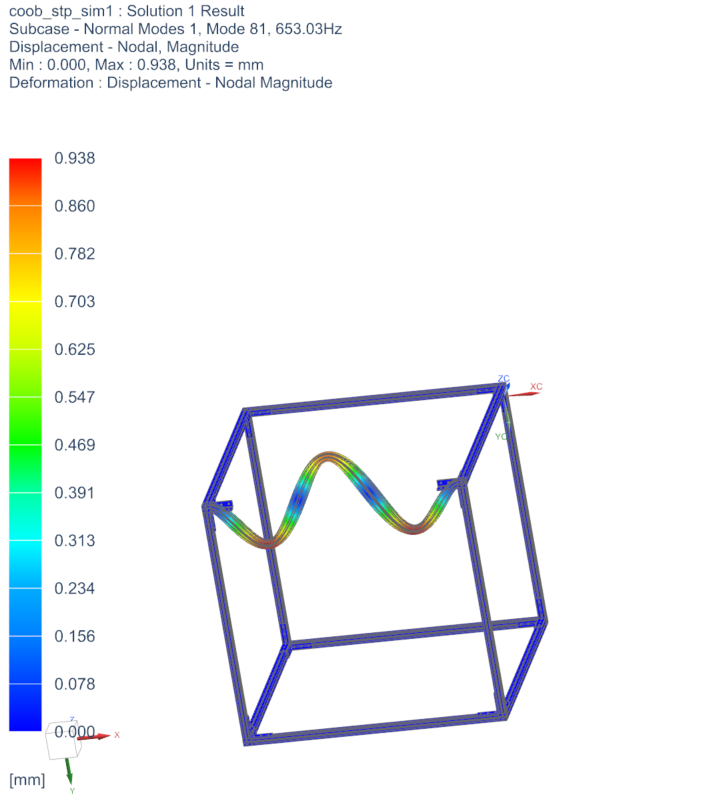 coob_stp_sim1 : Solution 1 Result
Subcase - Normal Modes 1, Mode 81, 653.03Hz
Displacement - Nodal, Magnitude
Min : 0.000, Max : 0.938, Units = mm
Deformation : Displacement - Nodal Magnitude
0.938
0.860
0.782
0.703
0.625
0.547
0.469
0.391
0.313
0.234
0.156
0.078
0.000
[mm]
ZC
XC
YC
Z
X
Y